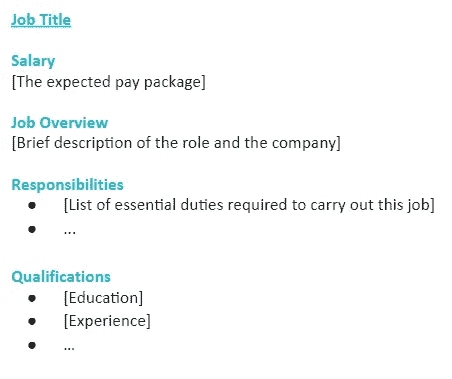 Job Title
Salary
[The expected pay package]
Job Overview
[Brief description of the role and the company]
Responsibilities
● [List of essential duties required to carry out this job]
● ...
Qualifications
● [Education]
● [Experience]
● ...